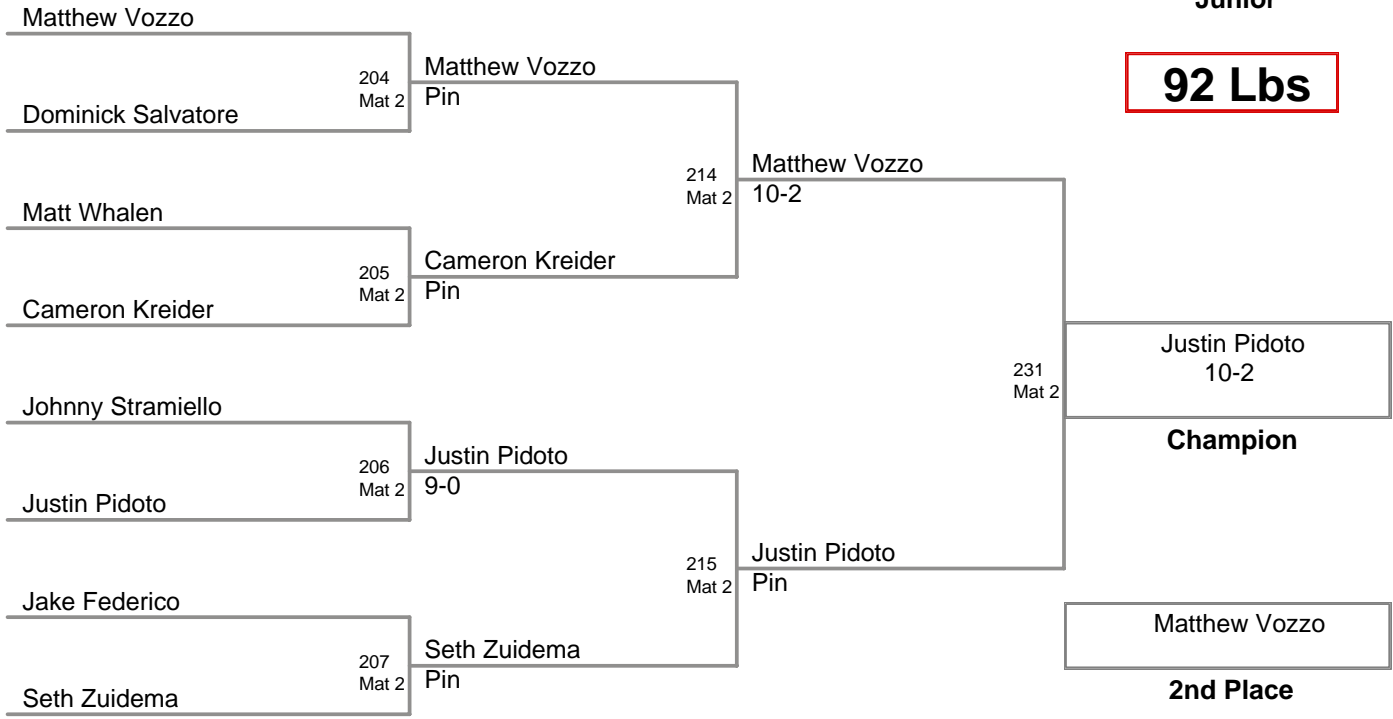 Junior
92 Lbs
Matthew Vozzo
204
Mat 2
Dominick Salvatore
Matthew Vozzo
Pin
Matt Whalen
205
Mat 2
Cameron Kreider
Cameron Kreider
Pin
214
Mat 2
Matthew Vozzo
10-2
Johnny Stramiello
206
Mat 2
Justin Pidoto
Justin Pidoto
9-0
Jake Federico
207
Mat 2
Seth Zuidema
Seth Zuidema
Pin
215
Mat 2
Justin Pidoto
Pin
231
Mat 2
Justin Pidoto
10-2
Champion
Matthew Vozzo
2nd Place